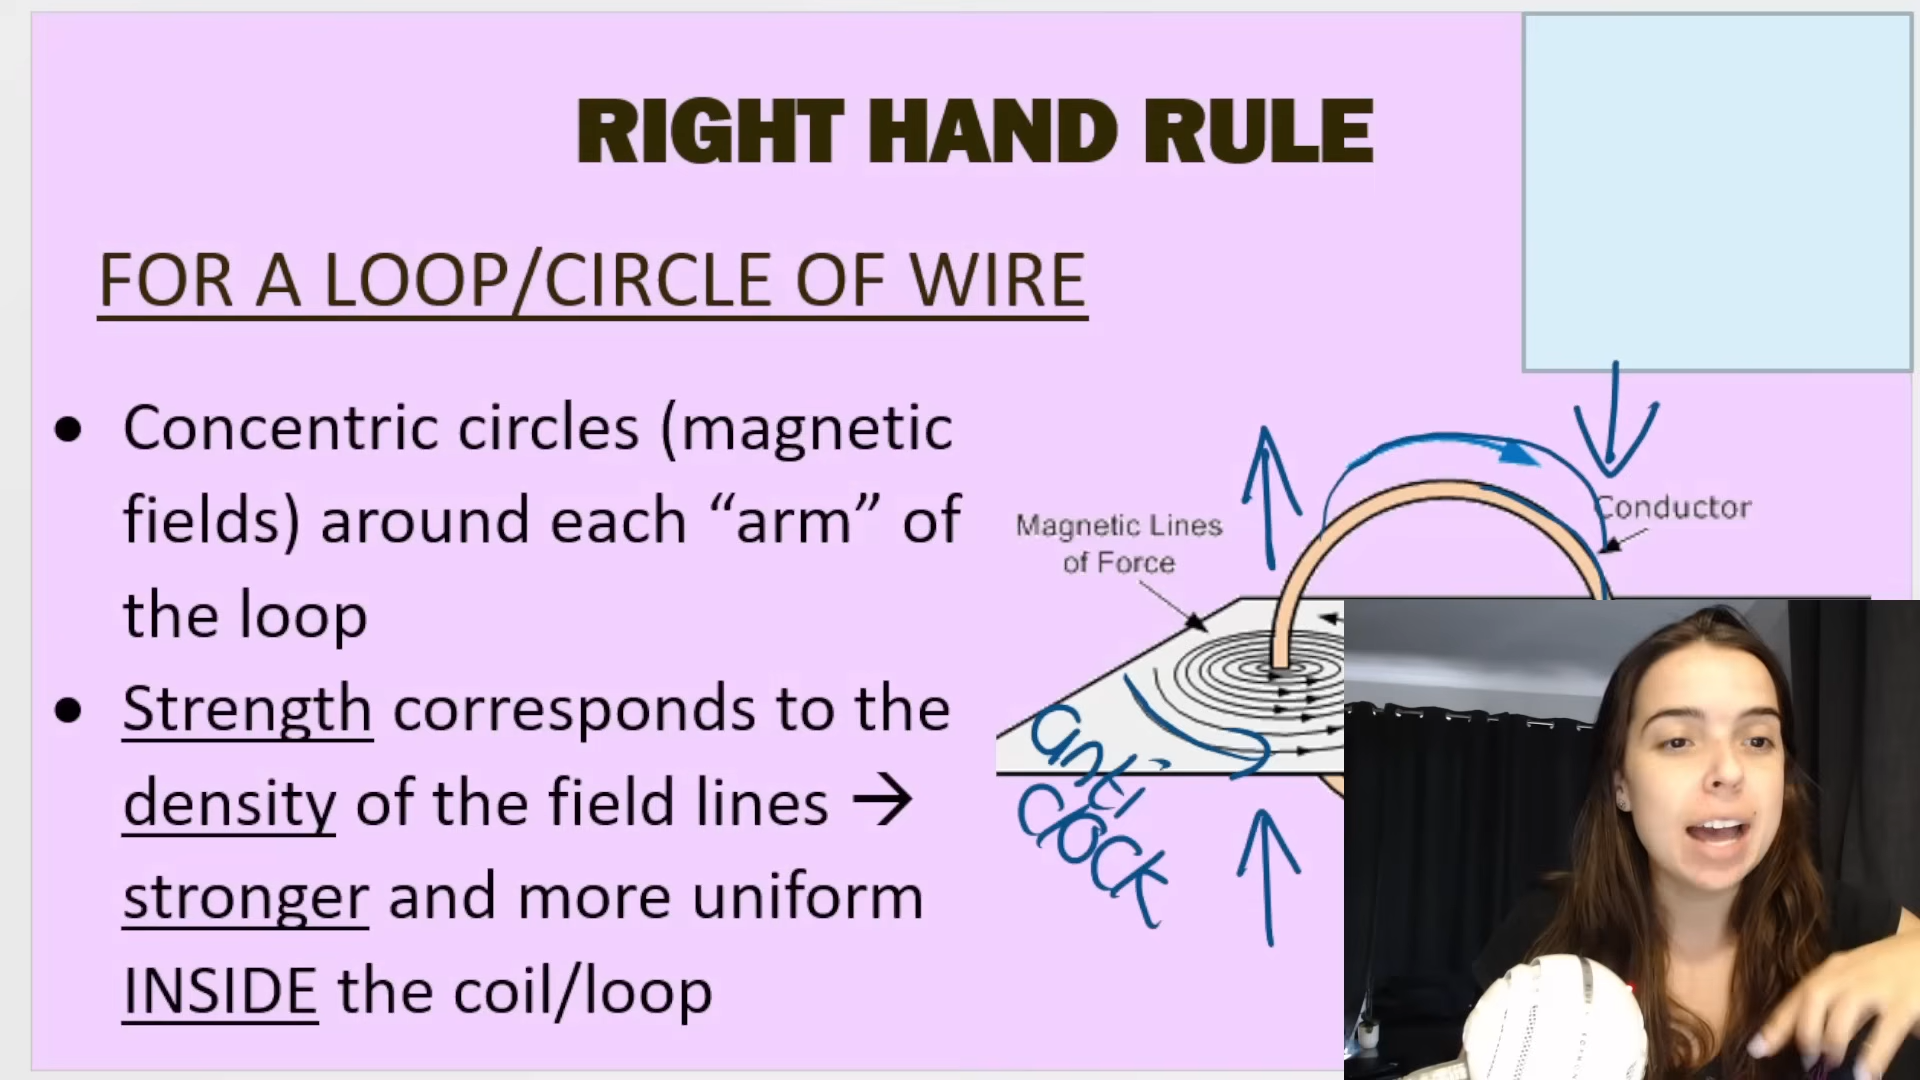 RIGHT HAND RULE
FOR A LOOP/CIRCLE OF WIRE
● Concentric circles (magnetic
fields) around each “arm” of
the loop
● Strength corresponds to the
density of the field lines →
stronger and more uniform
INSIDE the coil/loop
Magnetic Lines
of Force
Conductor
anti
clock